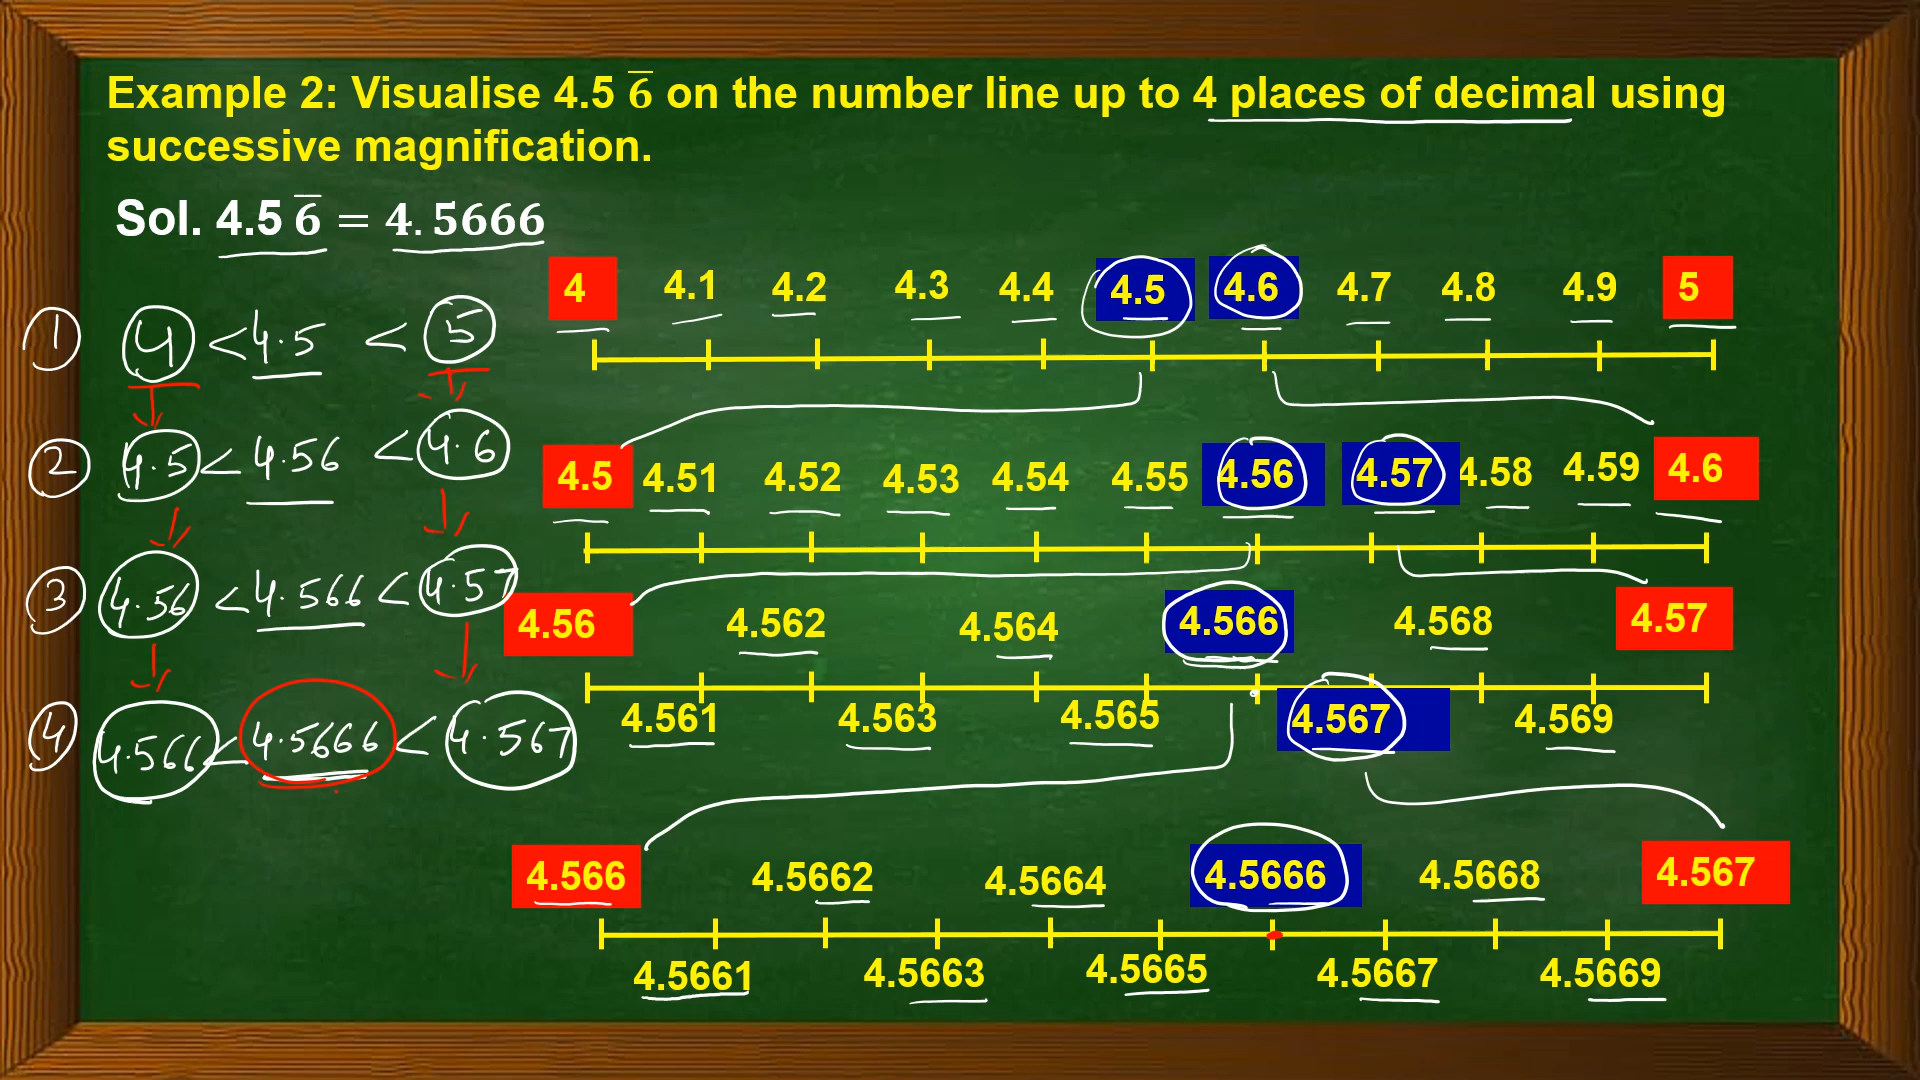 Example 2: Visualise 4.5 6̅ on the number line up to 4 places of decimal using
successive magnification.
Sol. 4.5 6̅ = 4.5666
4 4.1 4.2 4.3 4.4 4.5 4.6 4.7 4.8 4.9 5
① 4 < 4.5 < 5
② 4.5 < 4.56 < 4.6
4.5 4.51 4.52 4.53 4.54 4.55 4.56 4.57 4.58 4.59 4.6
③ 4.56 < 4.566 < 4.57
4.56 4.562 4.564 4.566 4.568 4.57
4.561 4.563 4.565 4.567 4.569
④ 4.566 < 4.5666 < 4.567
4.566 4.5662 4.5664 4.5666 4.5668 4.567
4.5661 4.5663 4.5665 4.5667 4.5669